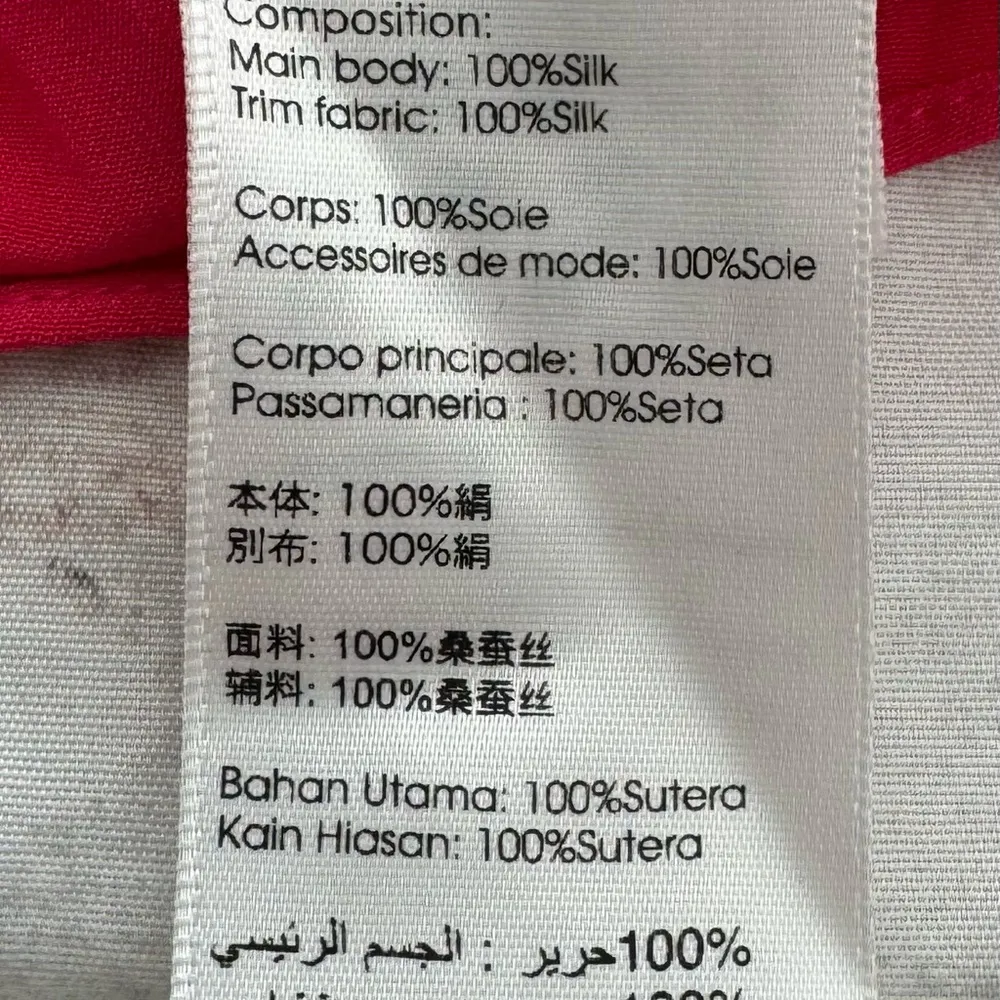 Composition:
Main body: 100%Silk
Trim fabric: 100%Silk
Corps: 100%Soie
Accessoires de mode: 100%Soie
Corpo principale: 100%Seta
Passamaneria : 100%Seta
本体: 100%絹
別布: 100%絹
面料: 100%桑蚕丝
辅料: 100%桑蚕丝
Bahan Utama: 100%Sutera
Kain Hiasan: 100%Sutera
الجسم الرئيسي : حرير100%